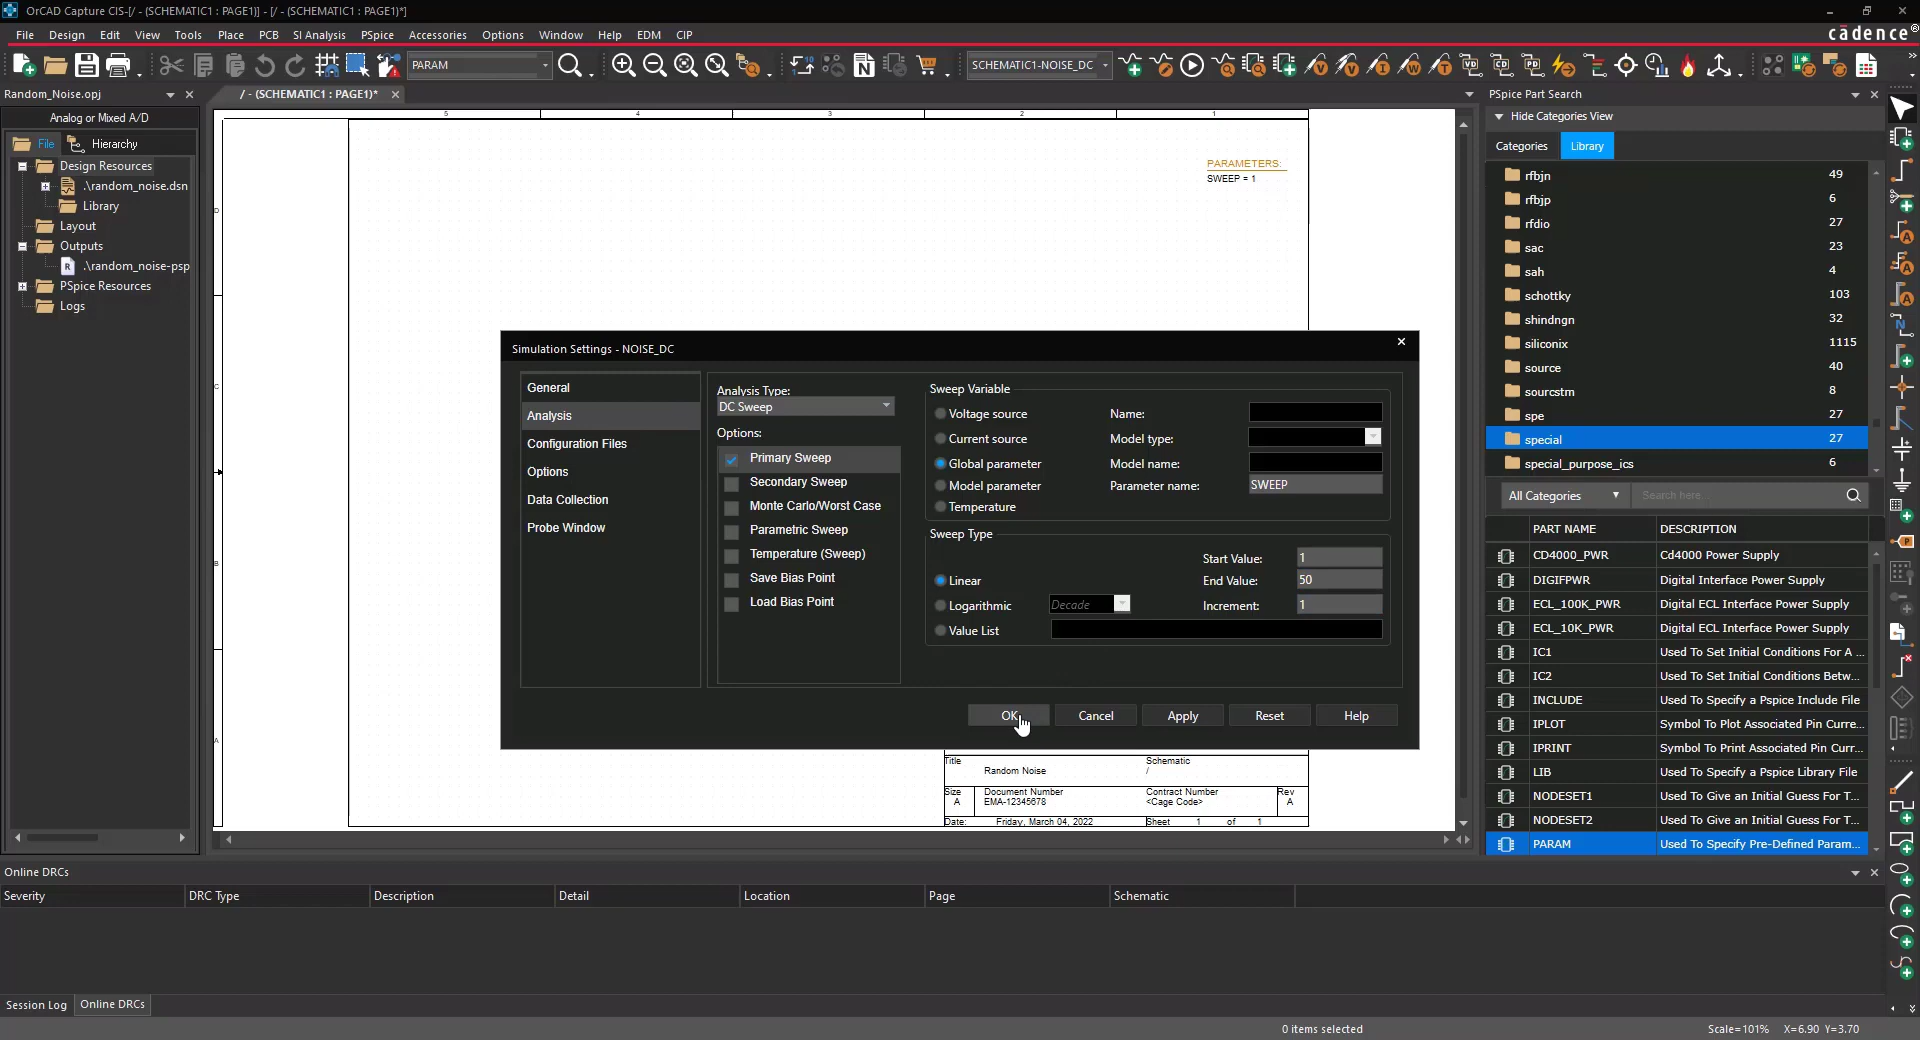 OrCAD Capture CIS-[/ - (SCHEMATIC1 : PAGE1)] - [/ - (SCHEMATIC1 : PAGE1)*]
File Design Edit View Tools Place PCB SI Analysis PSpice Accessories Options Window Help EDM CIP
cādence®
PARAM
SCHEMATIC1-NOISE_DC
Random_Noise.opj
/ - (SCHEMATIC1 : PAGE1)*
PSpice Part Search
Analog or Mixed A/D
File Hierarchy
Design Resources
.\random_noise.dsn
Library
Layout
Outputs
.\random_noise-psp
PSpice Resources
Logs
5 4 3 2 1
D
C
B
A
PARAMETERS:
SWEEP = 1
Simulation Settings - NOISE_DC
General
Analysis
Configuration Files
Options
Data Collection
Probe Window
Analysis Type:
DC Sweep
Options:
Primary Sweep
Secondary Sweep
Monte Carlo/Worst Case
Parametric Sweep
Temperature (Sweep)
Save Bias Point
Load Bias Point
Sweep Variable
Voltage source Name:
Current source Model type:
Global parameter Model name:
Model parameter Parameter name: SWEEP
Temperature
Sweep Type
Start Value: 1
Linear End Value: 50
Logarithmic Decade Increment: 1
Value List
OK Cancel Apply Reset Help
Title Schematic
Random Noise /
Size Document Number Contract Number Rev
A EMA-12345678 <Cage Code> A
Date: Friday, March 04, 2022 Sheet 1 of 1
Hide Categories View
Categories Library
rfbjn 49
rfbjp 6
rfdio 27
sac 23
sah 4
schottky 103
shindngn 32
siliconix 1115
source 40
sourcstm 8
spe 27
special 27
special_purpose_ics 6
All Categories Search here...
PART NAME DESCRIPTION
CD4000_PWR Cd4000 Power Supply
DIGIFPWR Digital Interface Power Supply
ECL_100K_PWR Digital ECL Interface Power Supply
ECL_10K_PWR Digital ECL Interface Power Supply
IC1 Used To Set Initial Conditions For A ...
IC2 Used To Set Initial Conditions Betw...
INCLUDE Used To Specify a Pspice Include File
IPLOT Symbol To Plot Associated Pin Curre...
IPRINT Symbol To Print Associated Pin Curr...
LIB Used To Specify a Pspice Library File
NODESET1 Used To Give an Initial Guess For T...
NODESET2 Used To Give an Initial Guess For T...
PARAM Used To Specify Pre-Defined Param...
Online DRCs
Severity DRC Type Description Detail Location Page Schematic
Session Log Online DRCs
0 items selected Scale=101% X=6.90 Y=3.70